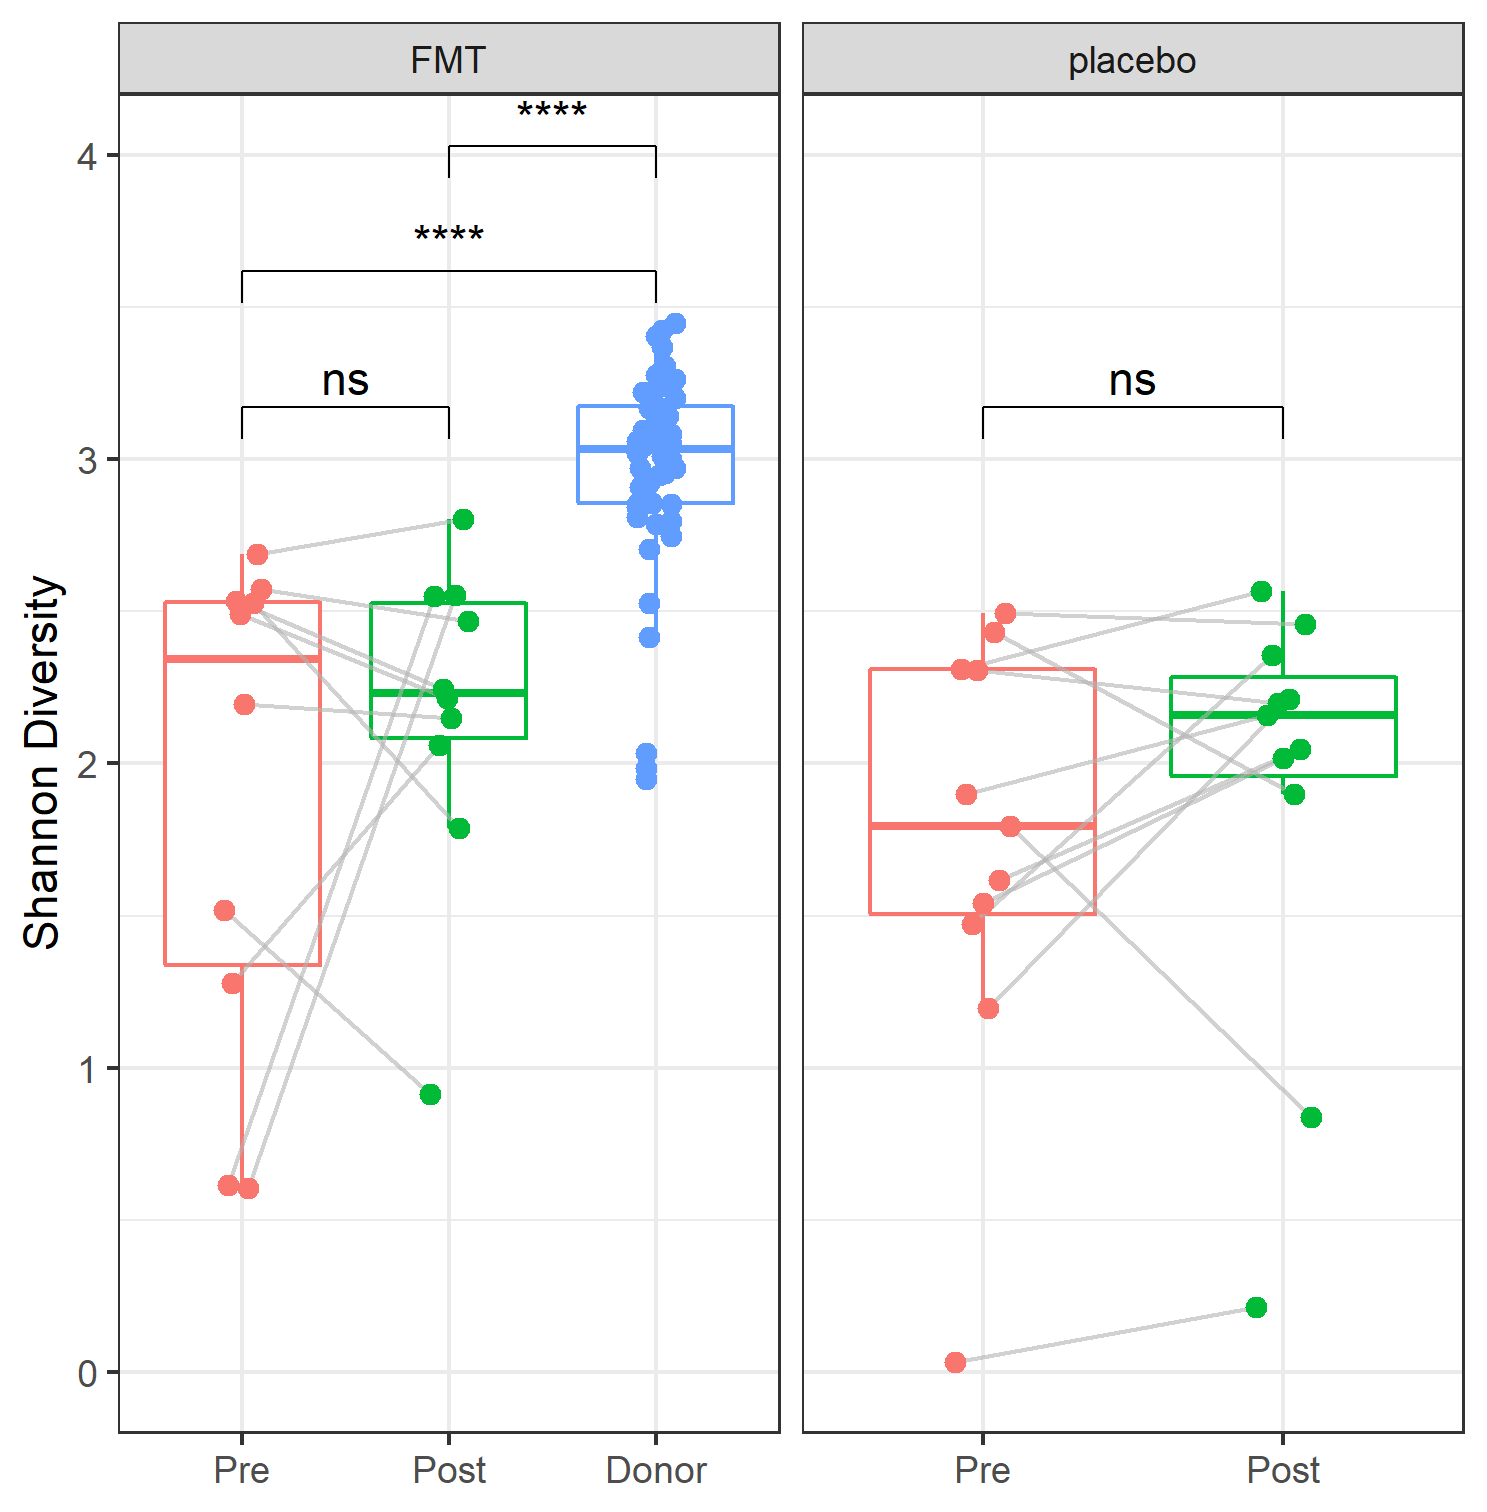 FMT
placebo
****
****
ns
ns
Shannon Diversity
4
3
2
1
0
Pre
Post
Donor
Pre
Post